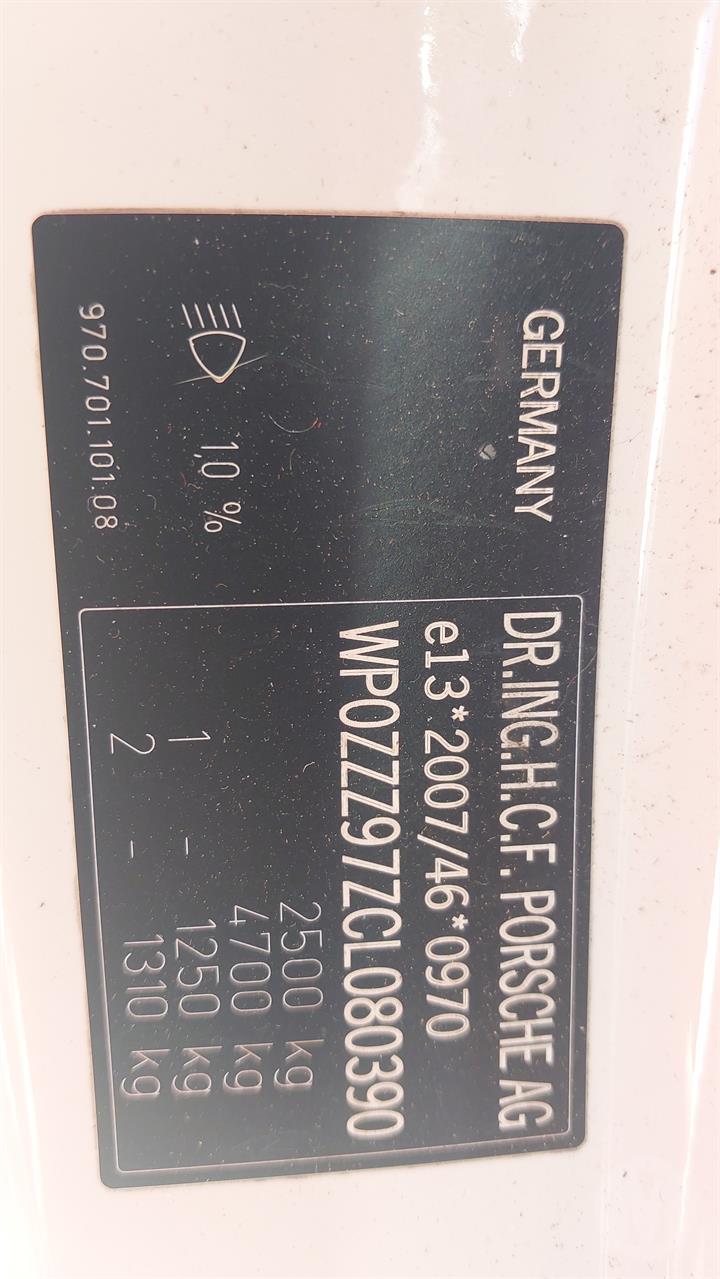 GERMANY
1,0 %
970.701.101.08
DR.ING.H.C.F. PORSCHE AG
e13*2007/46*0970
WP0ZZZ97ZCL080390
2500 kg
4700 kg
1 – 1250 kg
2 – 1310 kg